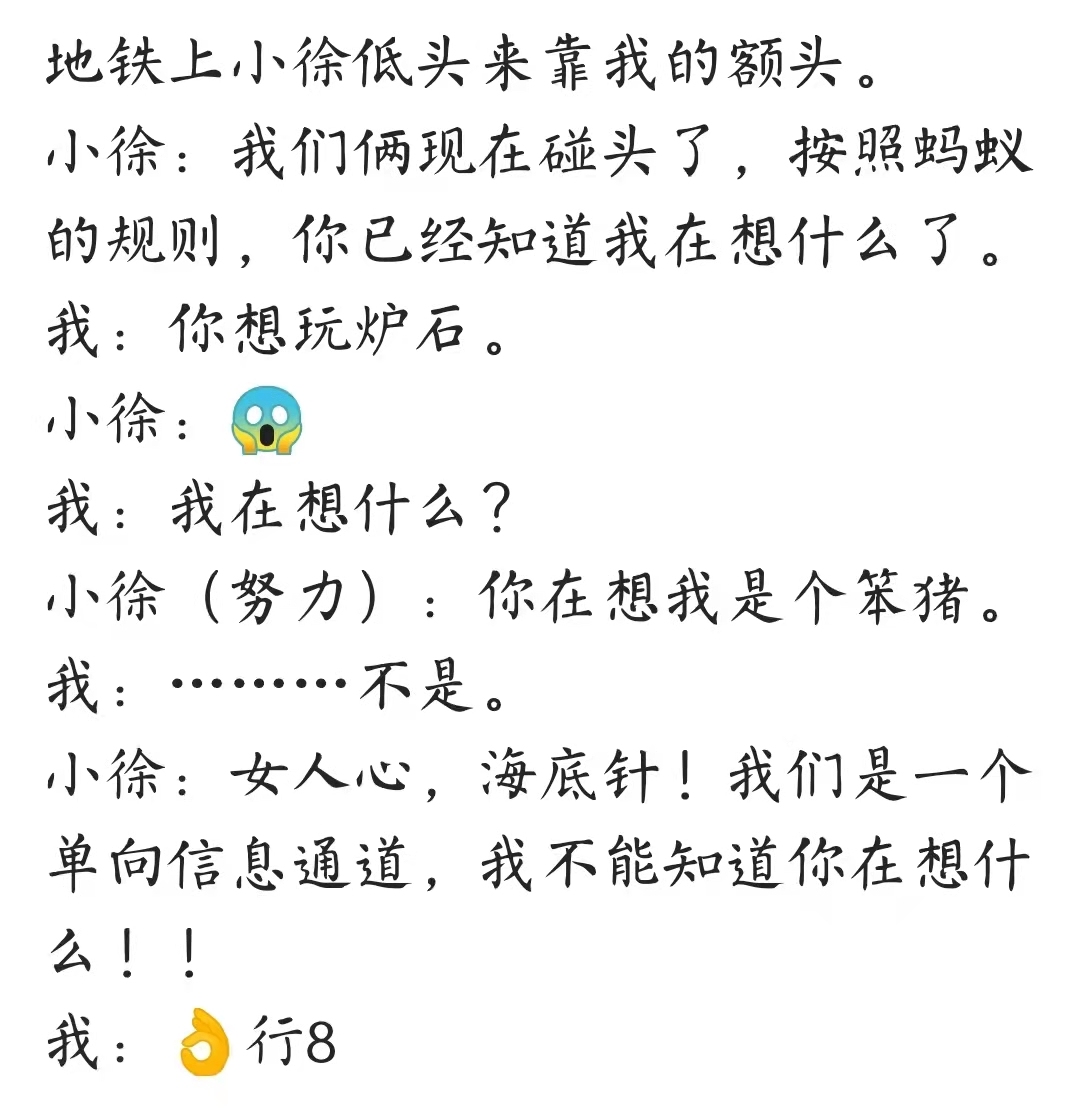 地铁上小徐低头来靠我的额头。
小徐：我们俩现在碰头了，按照蚂蚁
的规则，你已经知道我在想什么了。
我：你想玩炉石。
小徐：😱
我：我在想什么？
小徐（努力）：你在想我是个笨猪。
我：………不是。
小徐：女人心，海底针！我们是一个
单向信息通道，我不能知道你在想什
么！！
我：👌行8